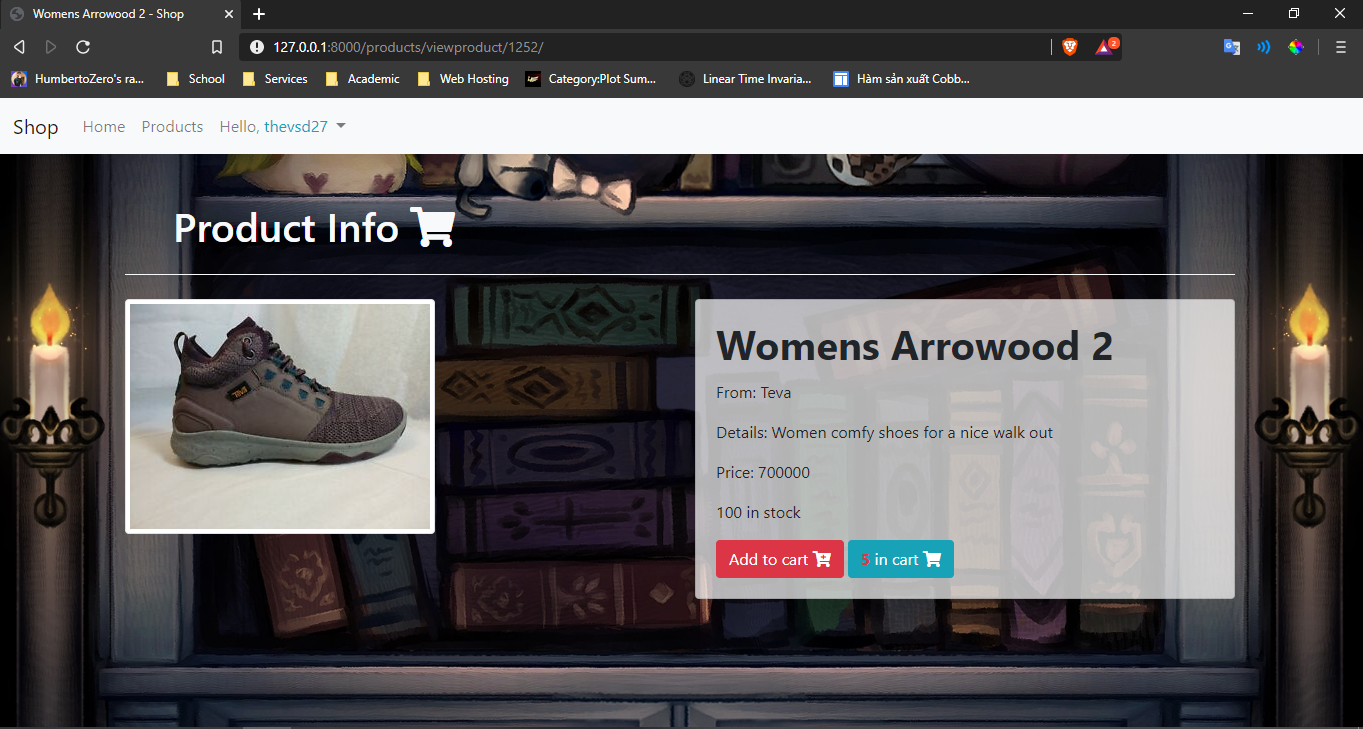 Womens Arrowood 2 - Shop
127.0.0.1:8000/products/viewproduct/1252/
2
HumbertoZero's ra...
School
Services
Academic
Web Hosting
Category:Plot Sum...
Linear Time Invaria...
Hàm sản xuất Cobb...
Shop
Home
Products
Hello, thevsd27
Product Info
Teva
Womens Arrowood 2
From: Teva
Details: Women comfy shoes for a nice walk out
Price: 700000
100 in stock
Add to cart
5 in cart